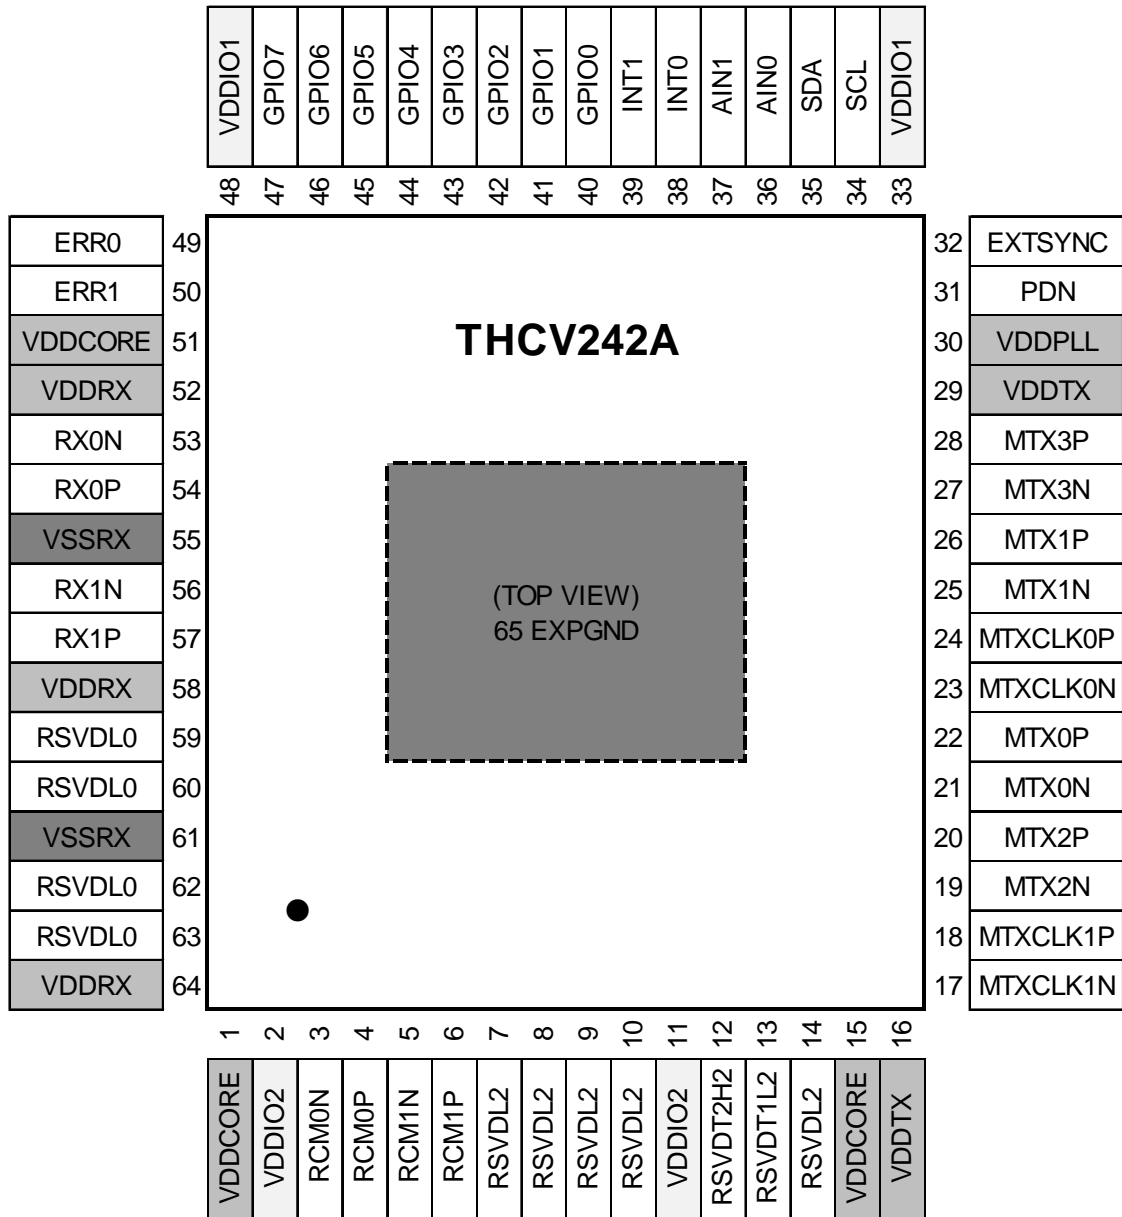 VDDIO1 GPIO7 GPIO6 GPIO5 GPIO4 GPIO3 GPIO2 GPIO1 GPIO0 INT1 INT0 AIN1 AIN0 SDA SCL VDDIO1
48 47 46 45 44 43 42 41 40 39 38 37 36 35 34 33
ERR0 49 32 EXTSYNC
ERR1 50 31 PDN
VDDCORE 51 THCV242A 30 VDDPLL
VDDRX 52 29 VDDTX
RX0N 53 28 MTX3P
RX0P 54 27 MTX3N
VSSRX 55 26 MTX1P
RX1N 56 (TOP VIEW) 25 MTX1N
RX1P 57 65 EXPGND 24 MTXCLK0P
VDDRX 58 23 MTXCLK0N
RSVDL0 59 22 MTX0P
RSVDL0 60 21 MTX0N
VSSRX 61 20 MTX2P
RSVDL0 62 19 MTX2N
RSVDL0 63 18 MTXCLK1P
VDDRX 64 17 MTXCLK1N
1 2 3 4 5 6 7 8 9 10 11 12 13 14 15 16
VDDCORE VDDIO2 RCM0N RCM0P RCM1N RCM1P RSVDL2 RSVDL2 RSVDL2 RSVDL2 VDDIO2 RSVDT2H2 RSVDT1L2 RSVDL2 VDDCORE VDDTX